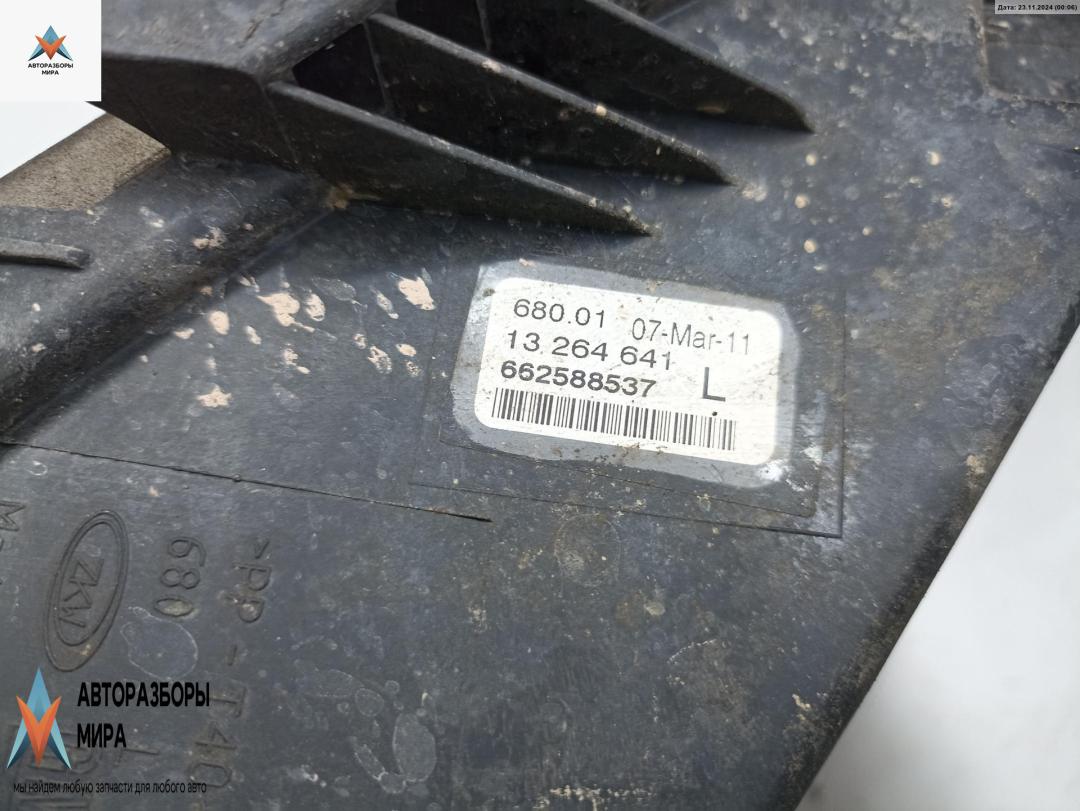 Дата: 23.11.2024 (00:06)
АВТОРАЗБОРЫ
МИРА
680.01 07-Mar-11
13 264 641
L
662588537
ZKW
680
>PP - T40
АВТОРАЗБОРЫ
МИРА
мы найдем любую запчасти для любого авто